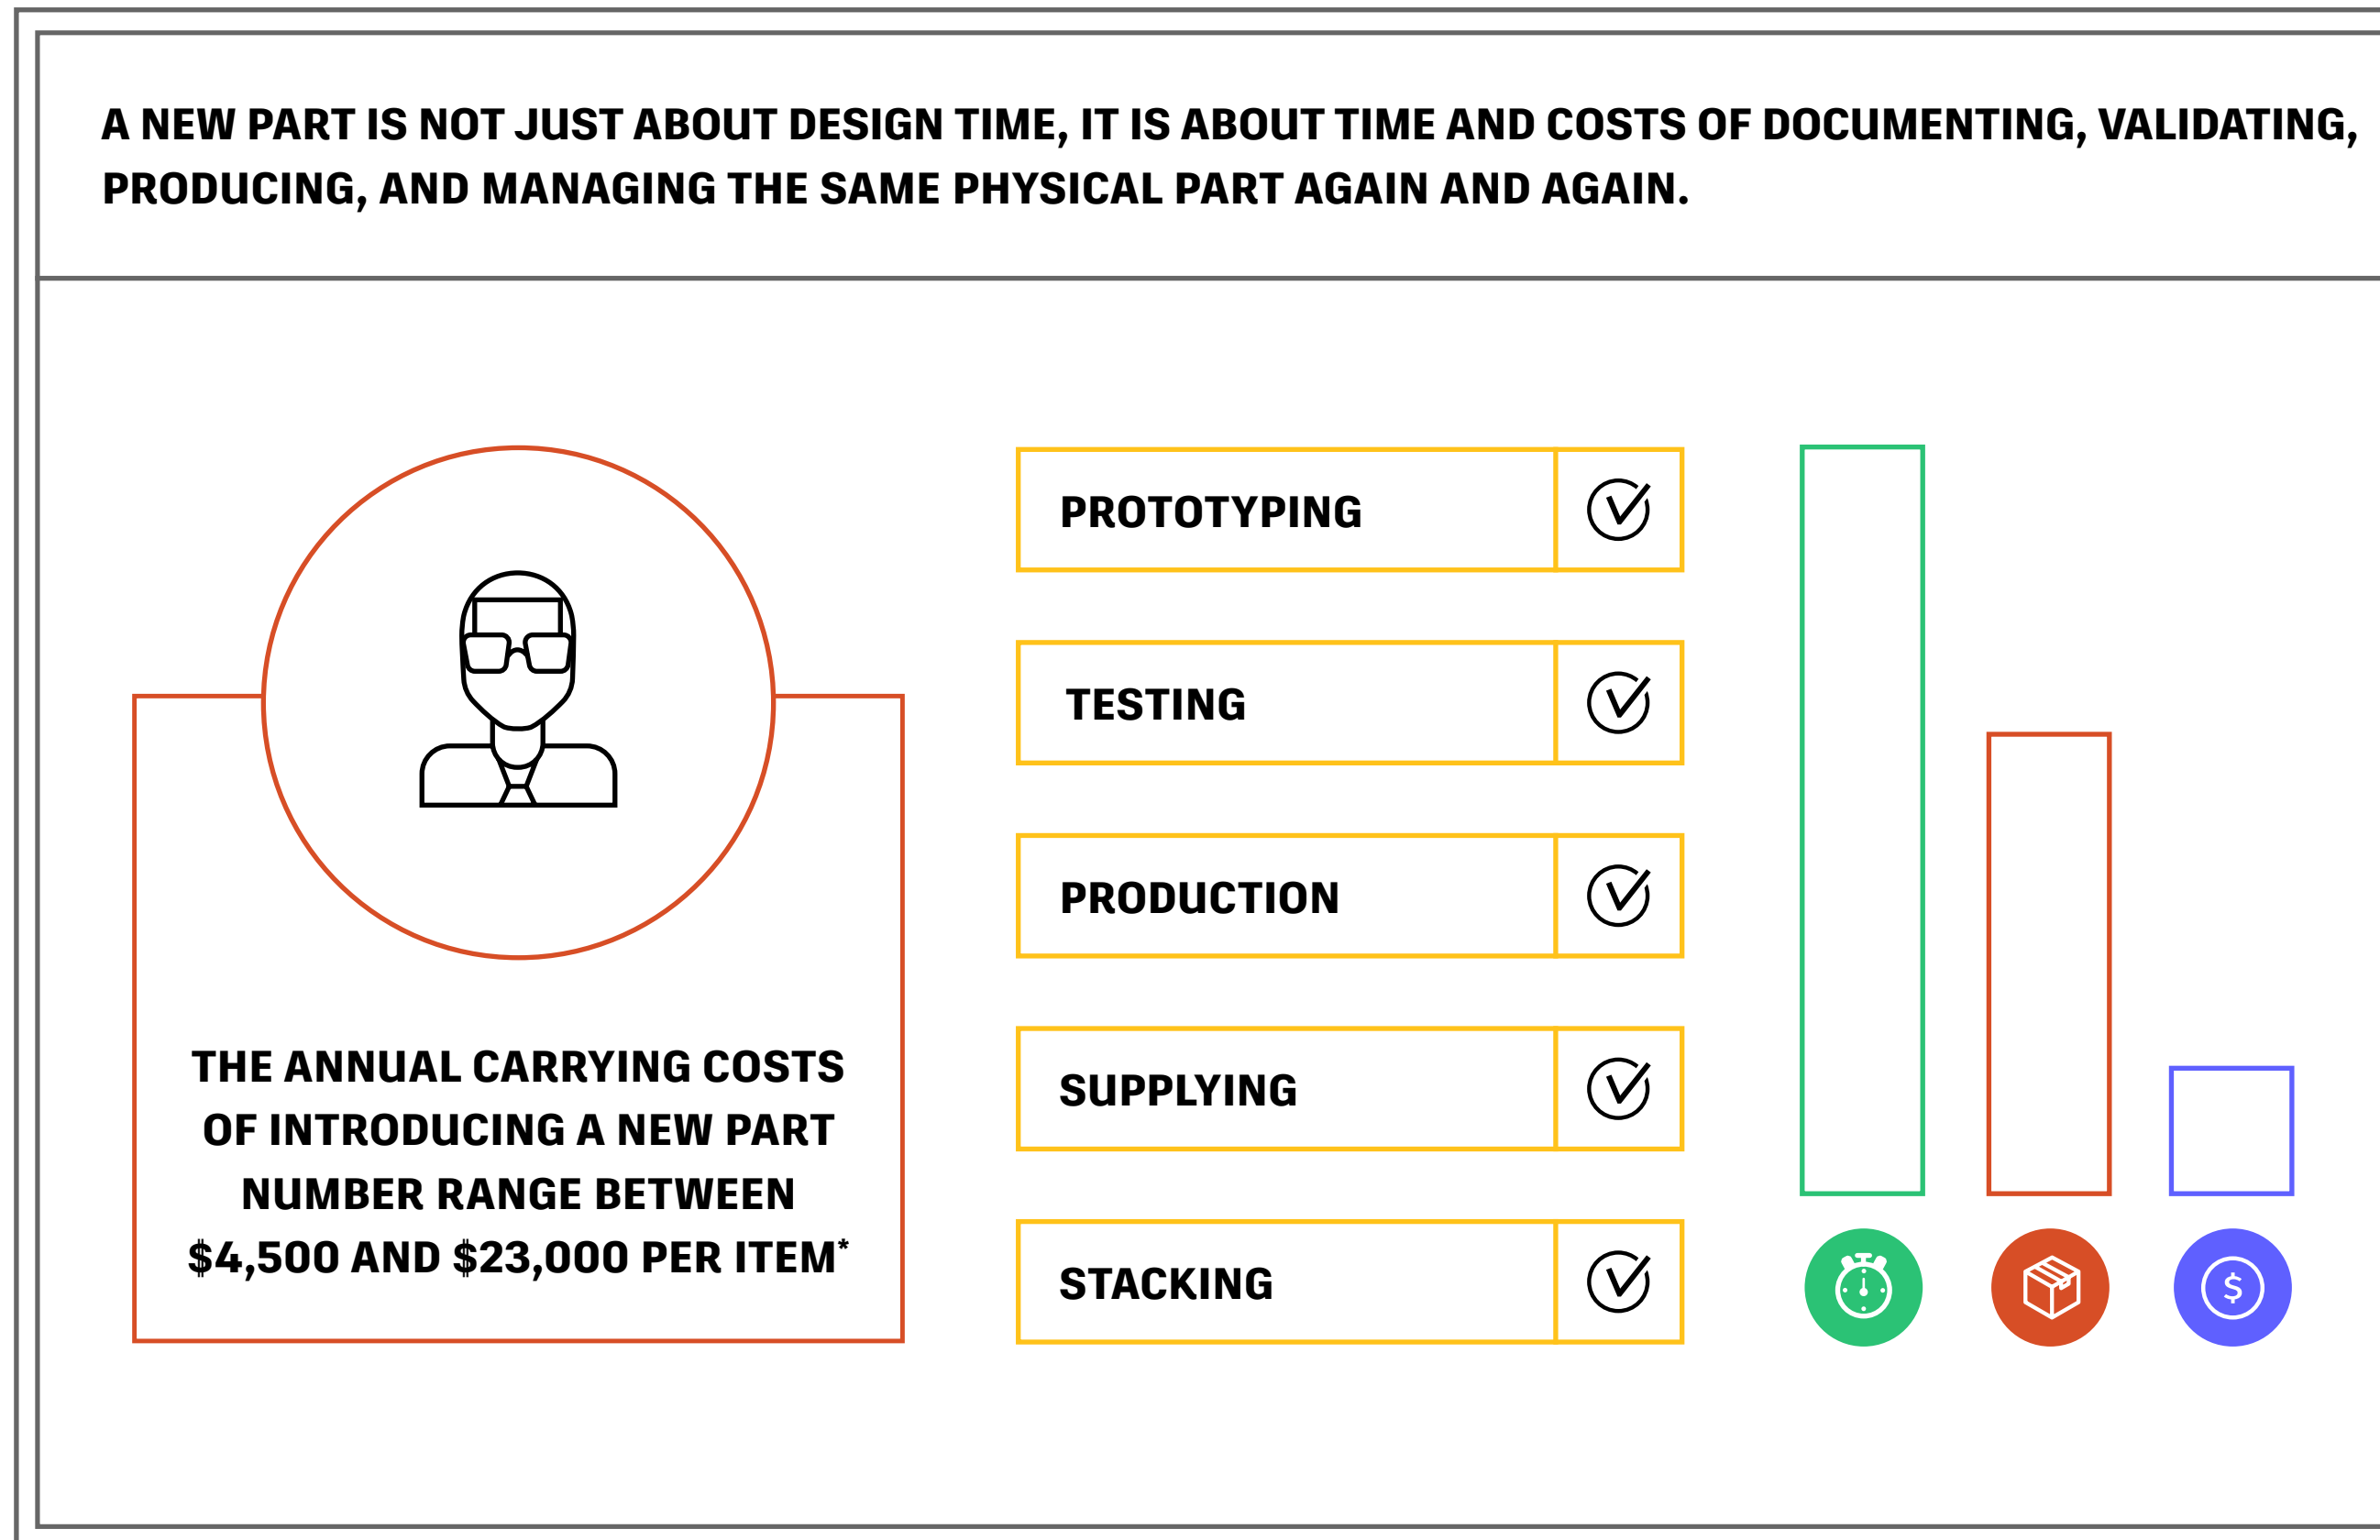 A NEW PART IS NOT JUST ABOUT DESIGN TIME, IT IS ABOUT TIME AND COSTS OF DOCUMENTING, VALIDATING,
PRODUCING, AND MANAGING THE SAME PHYSICAL PART AGAIN AND AGAIN.
THE ANNUAL CARRYING COSTS
OF INTRODUCING A NEW PART
NUMBER RANGE BETWEEN
$4,500 AND $23,000 PER ITEM*
PROTOTYPING
TESTING
PRODUCTION
SUPPLYING
STACKING
$